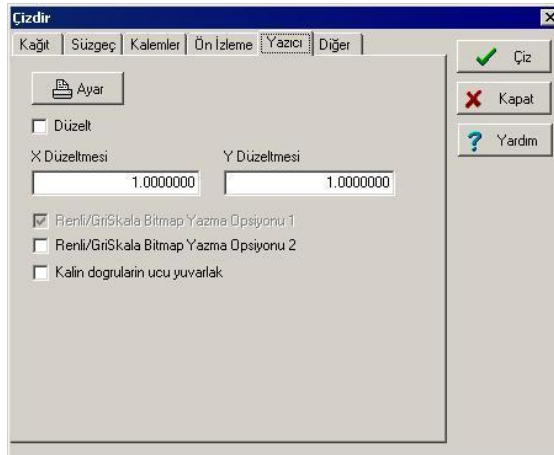 Çizdir
Kağıt Süzgeç Kalemler Ön İzleme Yazıcı Diğer
Çiz
Ayar
Kapat
Düzelt
Yardım
X Düzeltmesi Y Düzeltmesi
1.0000000 1.0000000
Renli/GriSkala Bitmap Yazma Opsiyonu 1
Renli/GriSkala Bitmap Yazma Opsiyonu 2
Kalin dogrularin ucu yuvarlak